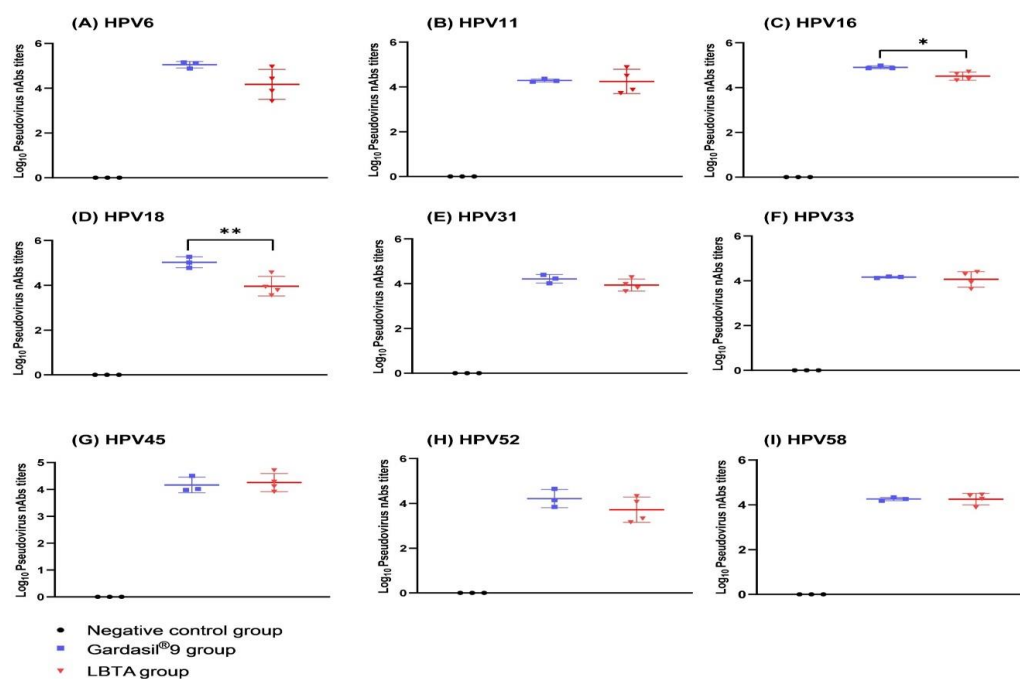 (A) HPV6
(B) HPV11
(C) HPV16
Log10 Pseudovirus nAbs titers
6
4
2
0
Log10 Pseudovirus nAbs titers
6
4
2
0
Log10 Pseudovirus nAbs titers
6
4
2
0
*
(D) HPV18
(E) HPV31
(F) HPV33
Log10 Pseudovirus nAbs titers
6
4
2
0
**
Log10 Pseudovirus nAbs titers
6
4
2
0
Log10 Pseudovirus nAbs titers
6
4
2
0
(G) HPV45
(H) HPV52
(I) HPV58
Log10 Pseudovirus nAbs titers
5
4
3
2
1
0
Log10 Pseudovirus nAbs titers
6
4
2
0
Log10 Pseudovirus nAbs titers
6
4
2
0
Negative control group
Gardasil®9 group
LBTA group